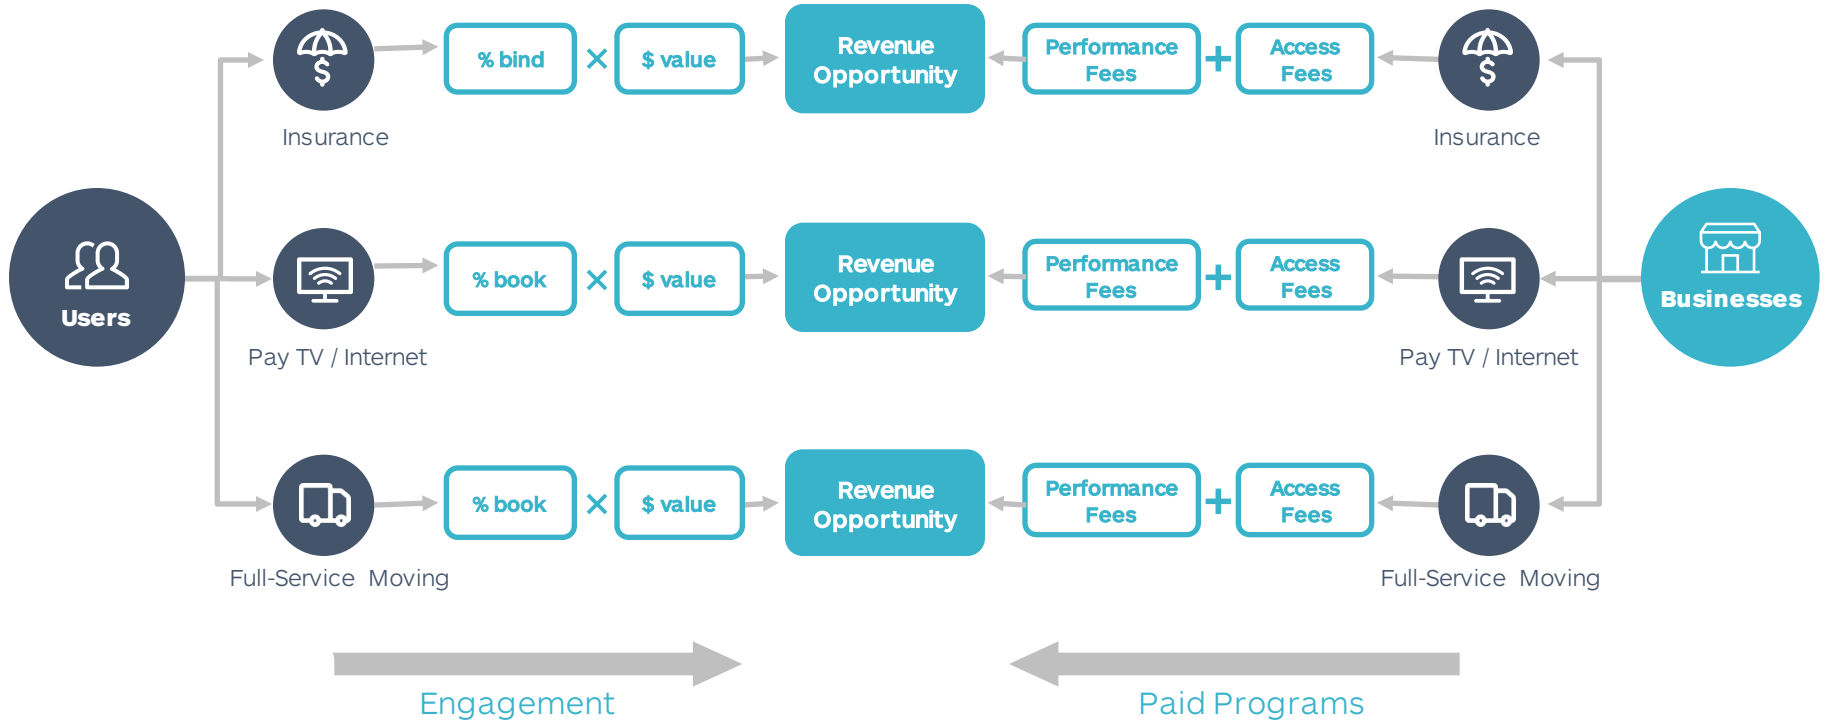 % bind
×
$ value
Revenue
Opportunity
Performance
Fees
+
Access
Fees
Insurance
Insurance
Users
% book
×
$ value
Revenue
Opportunity
Performance
Fees
+
Access
Fees
Businesses
Pay TV / Internet
Pay TV / Internet
% book
×
$ value
Revenue
Opportunity
Performance
Fees
+
Access
Fees
Full-Service Moving
Full-Service Moving
Engagement
Paid Programs